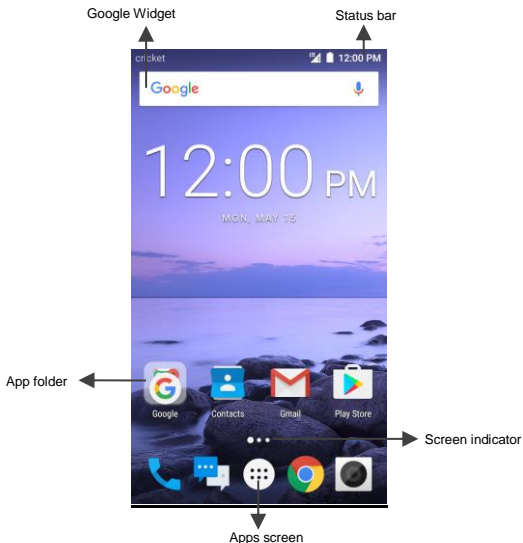 Google Widget
Status bar
cricket 12:00 PM
Google
12:00 PM
MON, MAY 15
App folder
Google Contacts Gmail Play Store
Screen indicator
Apps screen